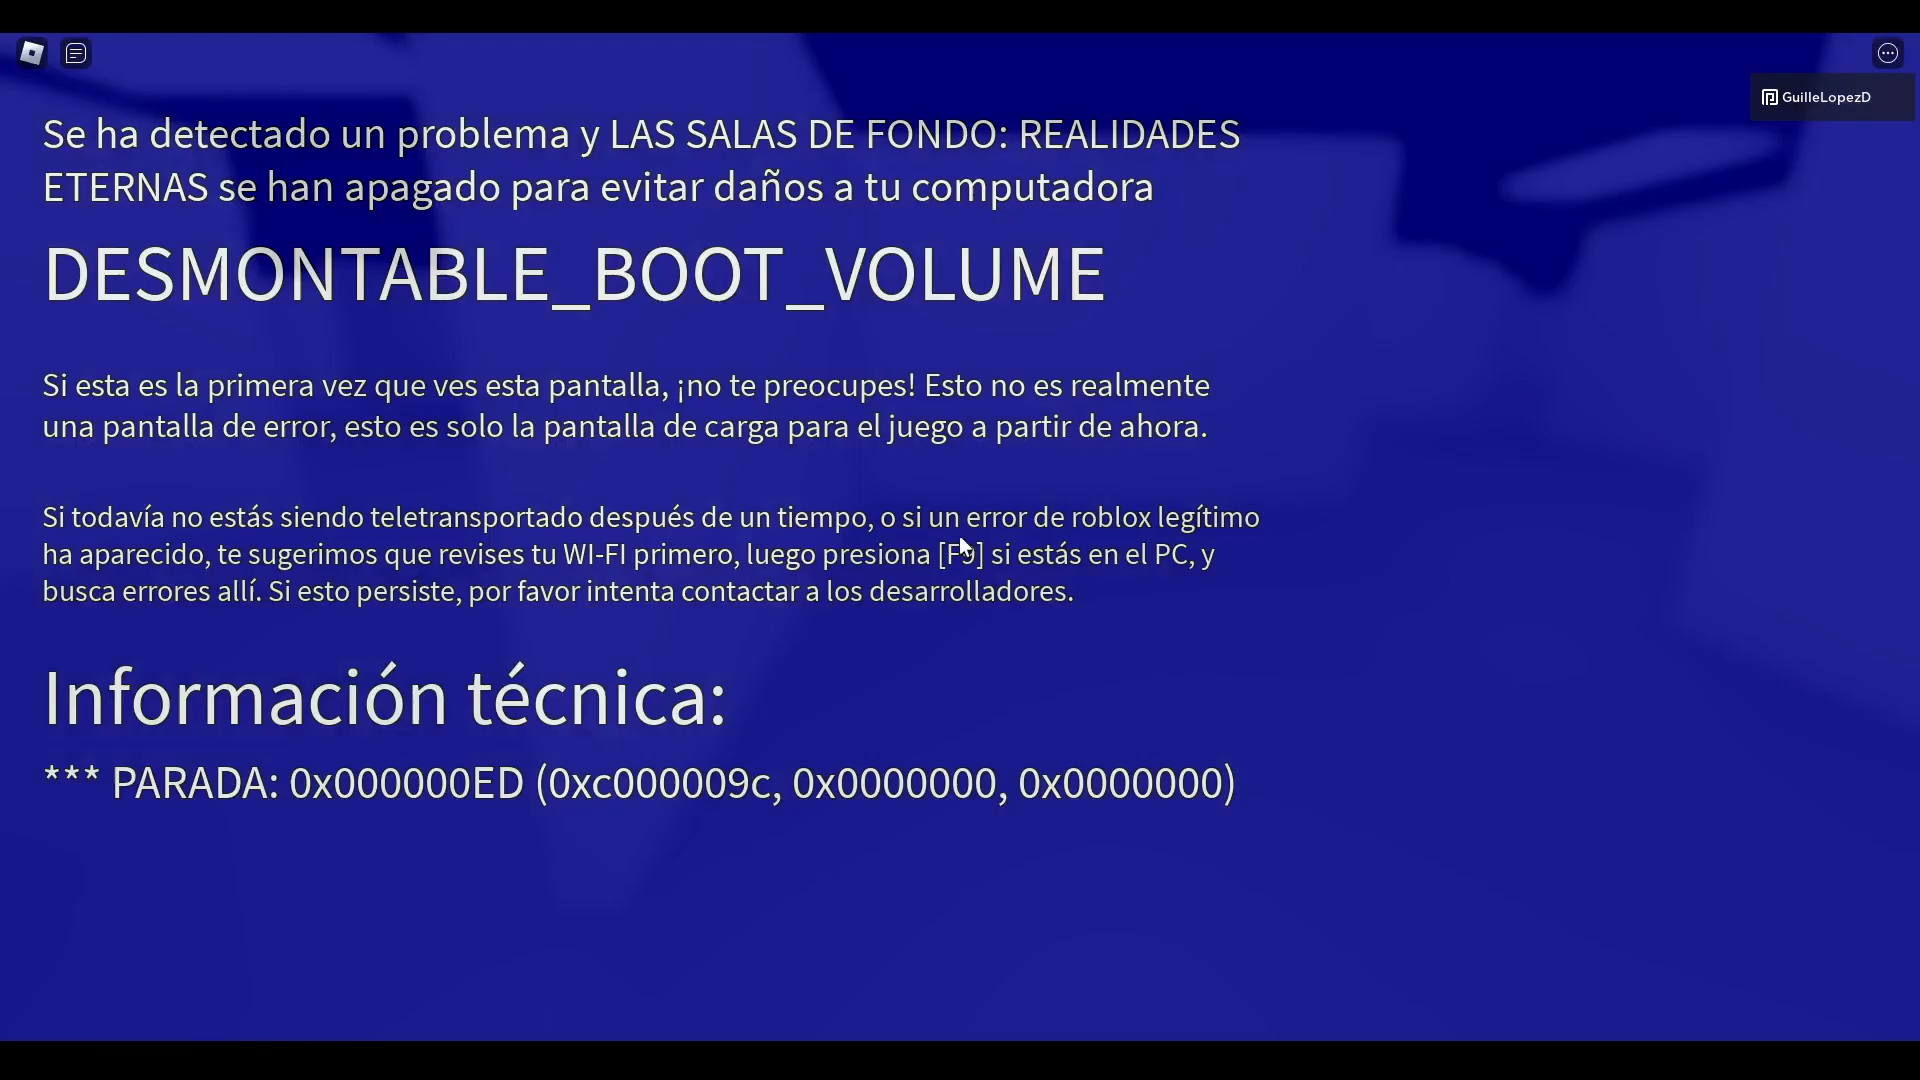 GuilleLopezD
Se ha detectado un problema y LAS SALAS DE FONDO: REALIDADES
ETERNAS se han apagado para evitar daños a tu computadora
DESMONTABLE_BOOT_VOLUME
Si esta es la primera vez que ves esta pantalla, ¡no te preocupes! Esto no es realmente
una pantalla de error, esto es solo la pantalla de carga para el juego a partir de ahora.
Si todavía no estás siendo teletransportado después de un tiempo, o si un error de roblox legítimo
ha aparecido, te sugerimos que revises tu WI-FI primero, luego presiona [F9] si estás en el PC, y
busca errores allí. Si esto persiste, por favor intenta contactar a los desarrolladores.
Información técnica:
*** PARADA: 0x000000ED (0xc000009c, 0x0000000, 0x0000000)